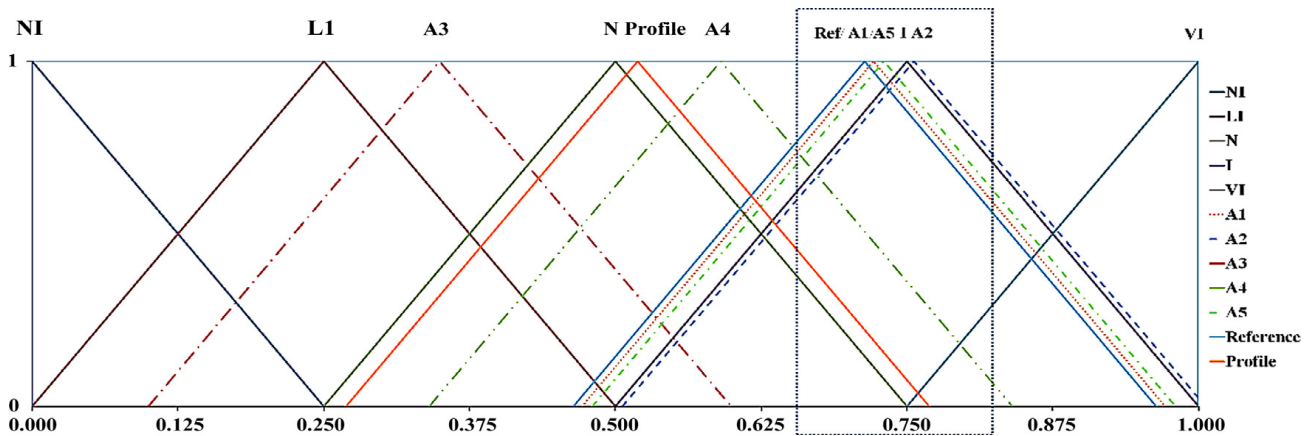 NI L1 A3 N Profile A4 Ref A1 A5 I A2 VI
1
NI
LI
N
I
VI
A1
A2
A3
A4
A5
Reference
Profile
0
0.000 0.125 0.250 0.375 0.500 0.625 0.750 0.875 1.000